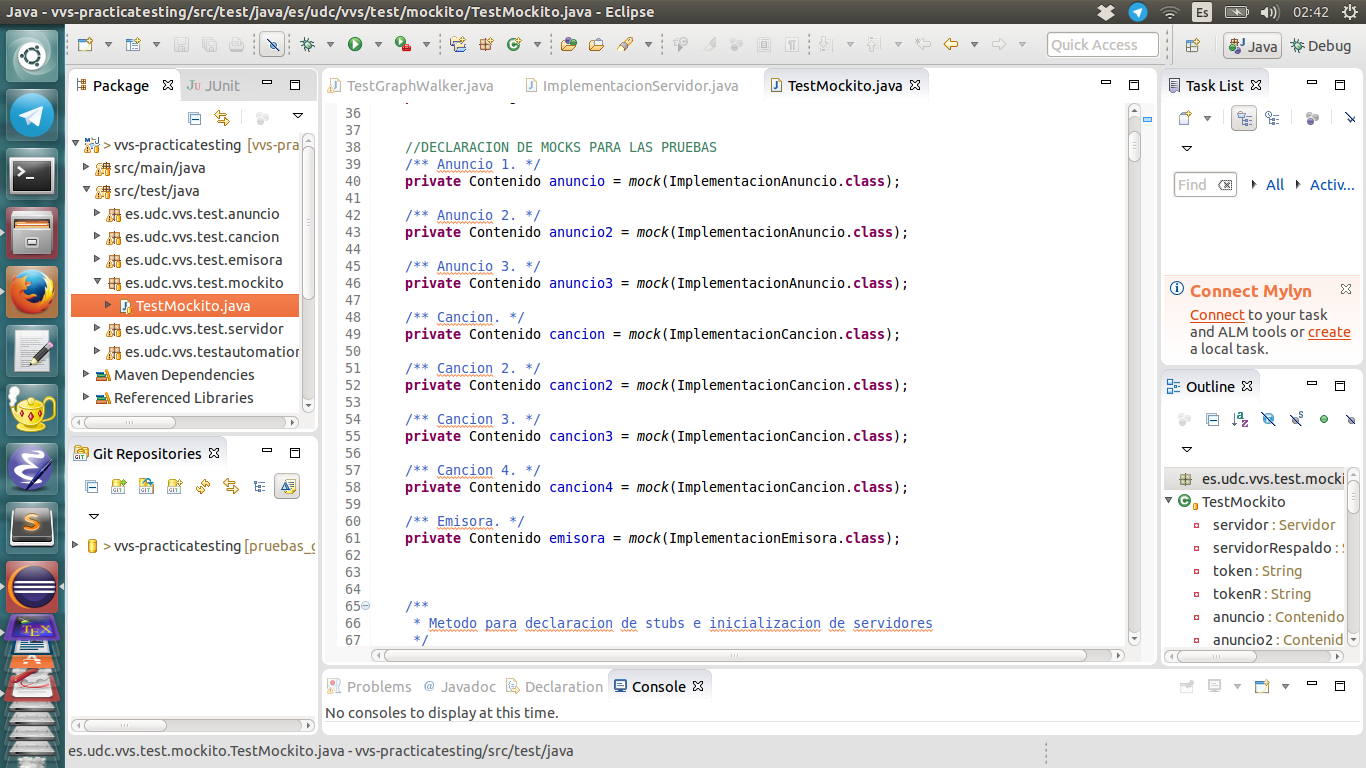 Java - vvs-practicatesting/src/test/java/es/udc/vvs/test/mockito/TestMockito.java - Eclipse
Es
02:42
Quick Access
Java
Debug
Package
JUnit
> vvs-practicatesting [vvs-pra
src/main/java
src/test/java
es.udc.vvs.test.anuncio
es.udc.vvs.test.cancion
es.udc.vvs.test.emisora
es.udc.vvs.test.mockito
TestMockito.java
es.udc.vvs.test.servidor
es.udc.vvs.testautomation
Maven Dependencies
Referenced Libraries
Git Repositories
> vvs-practicatesting [pruebas_g
TestGraphWalker.java
ImplementacionServidor.java
TestMockito.java
36
37
38 //DECLARACION DE MOCKS PARA LAS PRUEBAS
39 /** Anuncio 1. */
40 private Contenido anuncio = mock(ImplementacionAnuncio.class);
41
42 /** Anuncio 2. */
43 private Contenido anuncio2 = mock(ImplementacionAnuncio.class);
44
45 /** Anuncio 3. */
46 private Contenido anuncio3 = mock(ImplementacionAnuncio.class);
47
48 /** Cancion. */
49 private Contenido cancion = mock(ImplementacionCancion.class);
50
51 /** Cancion 2. */
52 private Contenido cancion2 = mock(ImplementacionCancion.class);
53
54 /** Cancion 3. */
55 private Contenido cancion3 = mock(ImplementacionCancion.class);
56
57 /** Cancion 4. */
58 private Contenido cancion4 = mock(ImplementacionCancion.class);
59
60 /** Emisora. */
61 private Contenido emisora = mock(ImplementacionEmisora.class);
62
63
64
65 /**
66 * Metodo para declaracion de stubs e inicializacion de servidores
67 */
Problems
@ Javadoc
Declaration
Console
No consoles to display at this time.
Task List
Find
All
Activ...
Connect Mylyn
Connect to your task
and ALM tools or create
a local task.
Outline
es.udc.vvs.test.mocki
TestMockito
servidor : Servidor
servidorRespaldo :
token : String
tokenR : String
anuncio : Contenido
anuncio2 : Contenid
es.udc.vvs.test.mockito.TestMockito.java - vvs-practicatesting/src/test/java